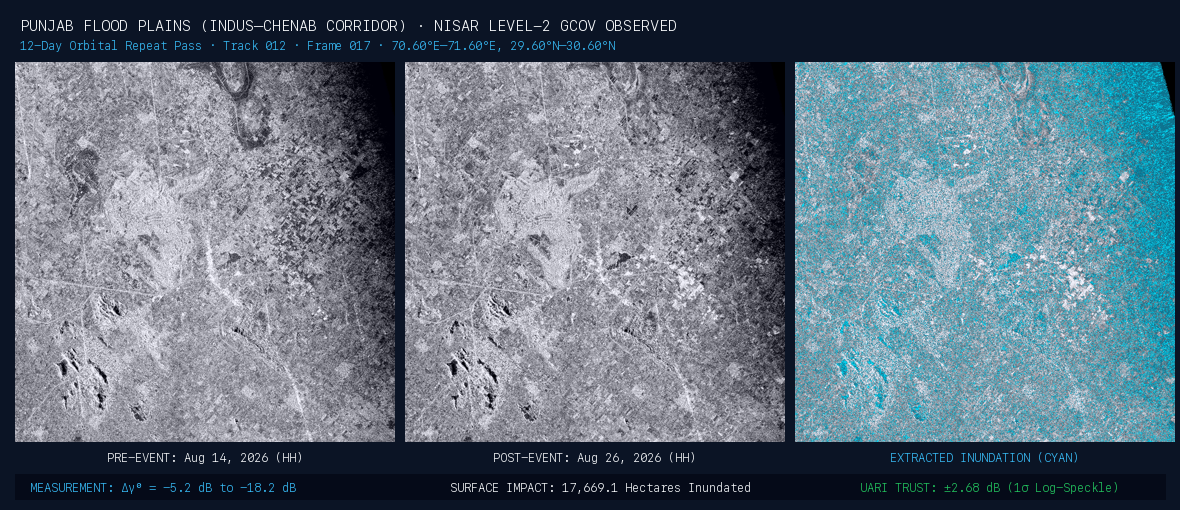 PUNJAB FLOOD PLAINS (INDUS–CHENAB CORRIDOR) · NISAR LEVEL–2 GCOV OBSERVED
12–Day Orbital Repeat Pass · Track 012 · Frame 017 · 70.60°E–71.60°E, 29.60°N–30.60°N
PRE–EVENT: Aug 14, 2026 (HH)
POST–EVENT: Aug 26, 2026 (HH)
EXTRACTED INUNDATION (CYAN)
MEASUREMENT: Δγ° = −5.2 dB to −18.2 dB
SURFACE IMPACT: 17,669.1 Hectares Inundated
UARI TRUST: ±2.68 dB (1σ Log–Speckle)